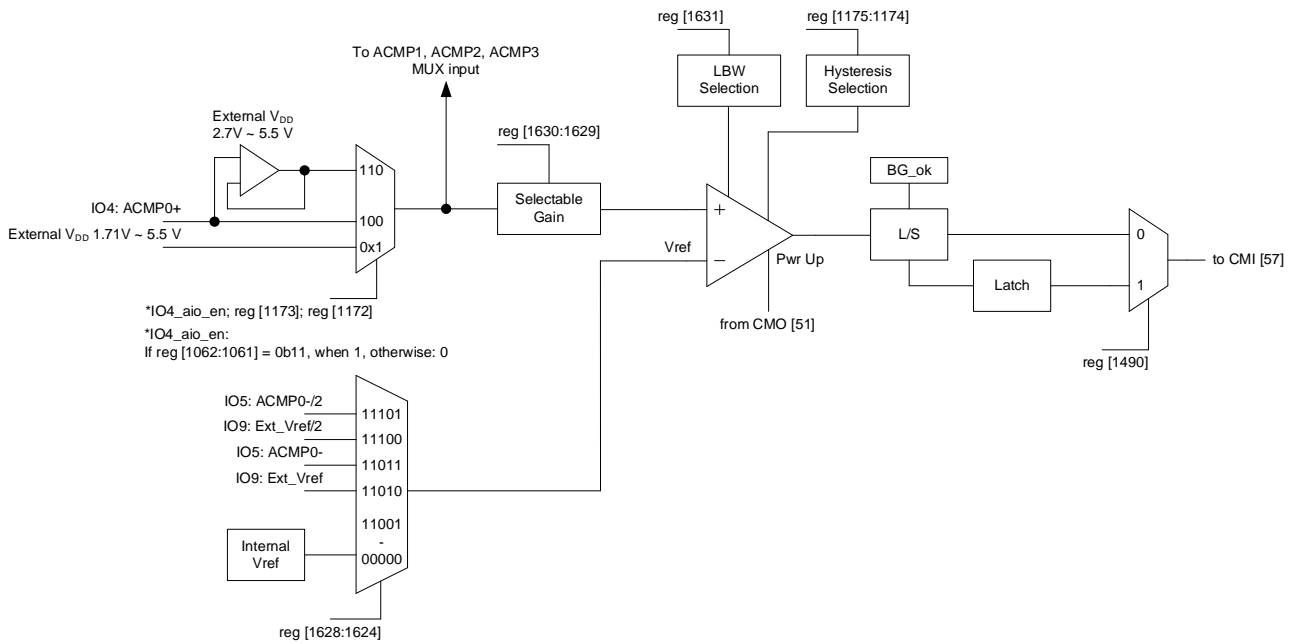 reg [1631]
reg [1175:1174]
To ACMP1, ACMP2, ACMP3
MUX input
LBW
Selection
Hysteresis
Selection
External VDD
2.7V ~ 5.5 V
reg [1630:1629]
110
BG_ok
Selectable
Gain
IO4: ACMP0+
100
+
L/S
0
External VDD 1.71V ~ 5.5 V
0x1
Vref
−
Pwr Up
to CMI [57]
Latch
1
*IO4_aio_en; reg [1173]; reg [1172]
from CMO [51]
*IO4_aio_en:
If reg [1062:1061] = 0b11, when 1, otherwise: 0
reg [1490]
IO5: ACMP0-/2
11101
IO9: Ext_Vref/2
11100
IO5: ACMP0-
11011
IO9: Ext_Vref
11010
11001
-
00000
Internal
Vref
reg [1628:1624]